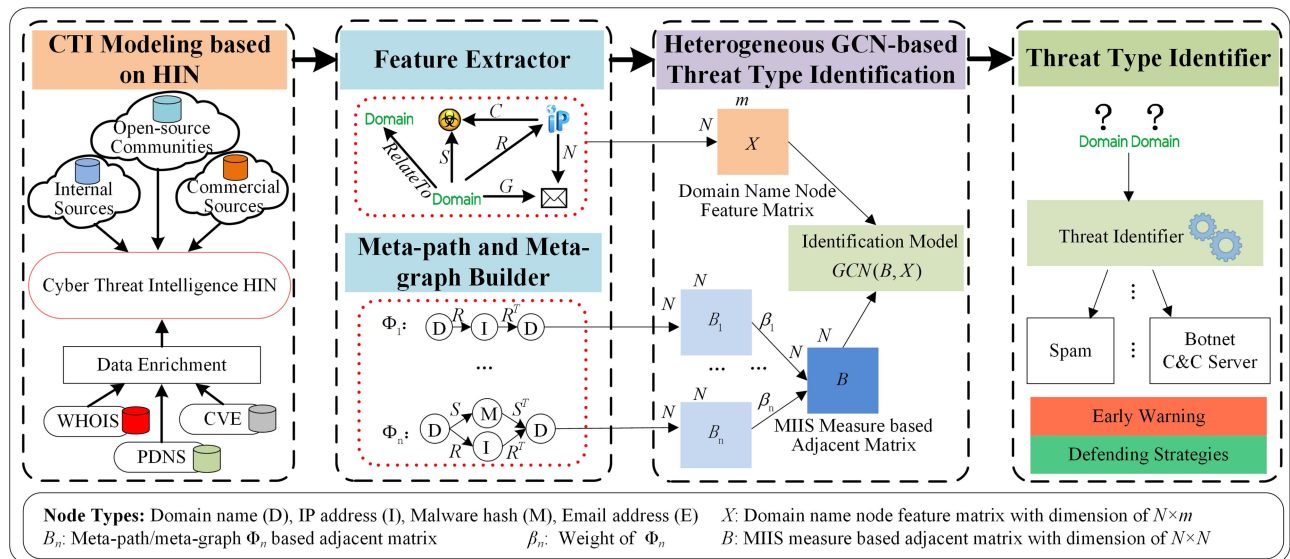 CTI Modeling based
on HIN
Open-source
Communities
Internal
Sources
Commercial
Sources
Cyber Threat Intelligence HIN
Data Enrichment
WHOIS
CVE
PDNS
Feature Extractor
Domain
C
iP
RelateTo
S
R
N
Domain
G
Meta-path and Meta-
graph Builder
Φ₁:
D
R
I
Rᵀ
D
...
Φₙ:
D
S
M
Sᵀ
D
R
I
Rᵀ
Heterogeneous GCN-based
Threat Type Identification
m
N
X
Domain Name Node
Feature Matrix
Identification Model
GCN(B, X)
N
N
B₁
β₁
N
N
B
... ...
N
N
Bₙ
βₙ
MIIS Measure based
Adjacent Matrix
Threat Type Identifier
? ?
Domain Domain
Threat Identifier
...
Spam
...
Botnet
C&C Server
Early Warning
Defending Strategies
Node Types: Domain name (D), IP address (I), Malware hash (M), Email address (E) X: Domain name node feature matrix with dimension of N×m
Bₙ: Meta-path/meta-graph Φₙ based adjacent matrix βₙ: Weight of Φₙ B: MIIS measure based adjacent matrix with dimension of N×N